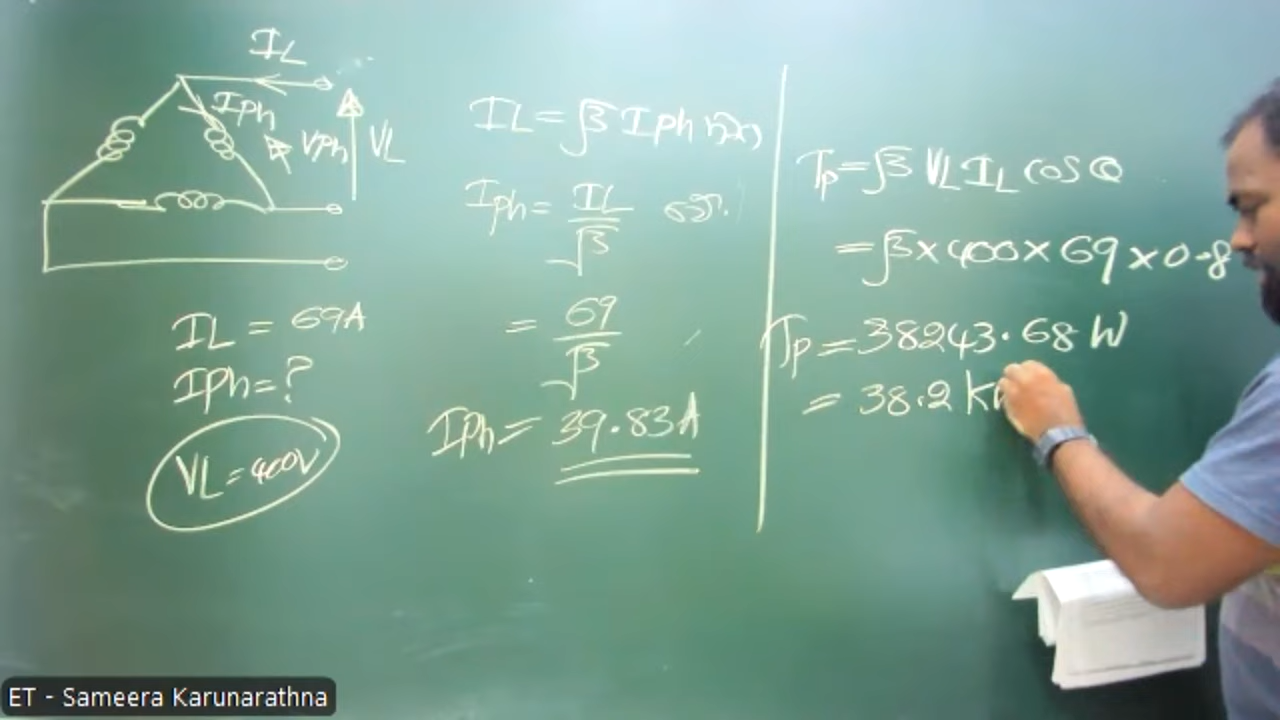 IL
Iph
Vph
VL
IL = 69A
Iph = ?
VL = 400V
IL = √3 Iph
Iph = IL/√3
= 69/√3
Iph = 39.83A
Tp = √3 VL IL cos θ
= √3 × 400 × 69 × 0.8
Tp = 38243.68 W
= 38.2 k
ET - Sameera Karunarathna